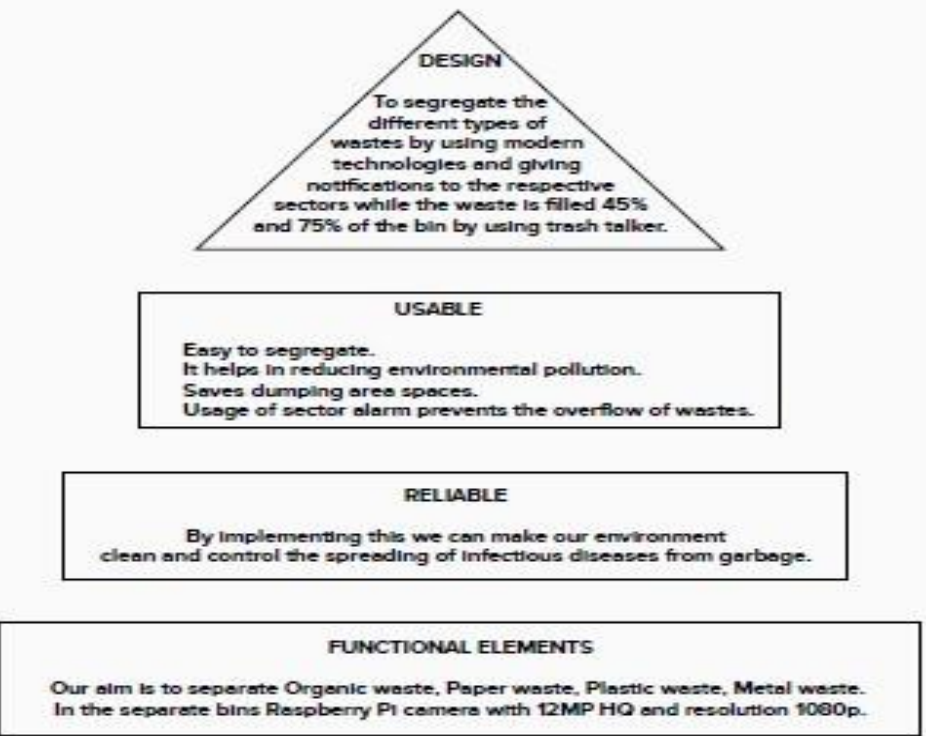 DESIGN
To segregate the
different types of
wastes by using modern
technologies and giving
notifications to the respective
sectors while the waste is filled 45%
and 75% of the bin by using trash talker.
USABLE
Easy to segregate.
It helps in reducing environmental pollution.
Saves dumping area spaces.
Usage of sector alarm prevents the overflow of wastes.
RELIABLE
By implementing this we can make our environment
clean and control the spreading of infectious diseases from garbage.
FUNCTIONAL ELEMENTS
Our aim is to separate Organic waste, Paper waste, Plastic waste, Metal waste.
In the separate bins Raspberry Pi camera with 12MP HQ and resolution 1080p.